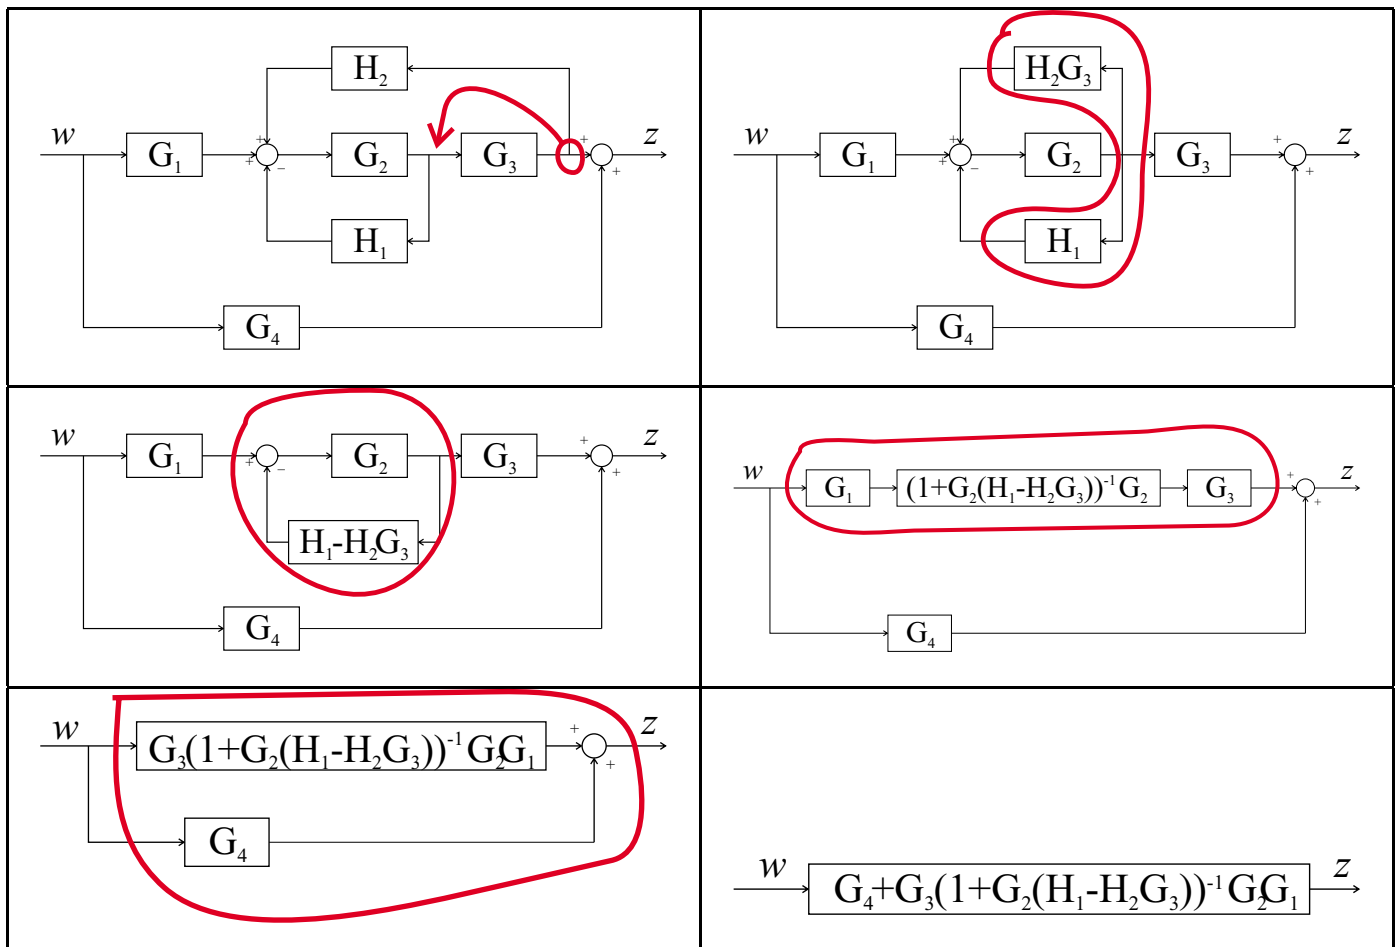 H₂
w G₁ + + − G₂ G₃ + + z
H₁
G₄
H₂G₃
w G₁ + + − G₂ G₃ + + z
H₁
G₄
w G₁ + − G₂ G₃ + + z
H₁-H₂G₃
G₄
w G₁ (1+G₂(H₁-H₂G₃))⁻¹G₂ G₃ + + z
G₄
w G₃(1+G₂(H₁-H₂G₃))⁻¹G₂G₁ + + z
G₄
w G₄+G₃(1+G₂(H₁-H₂G₃))⁻¹G₂G₁ z